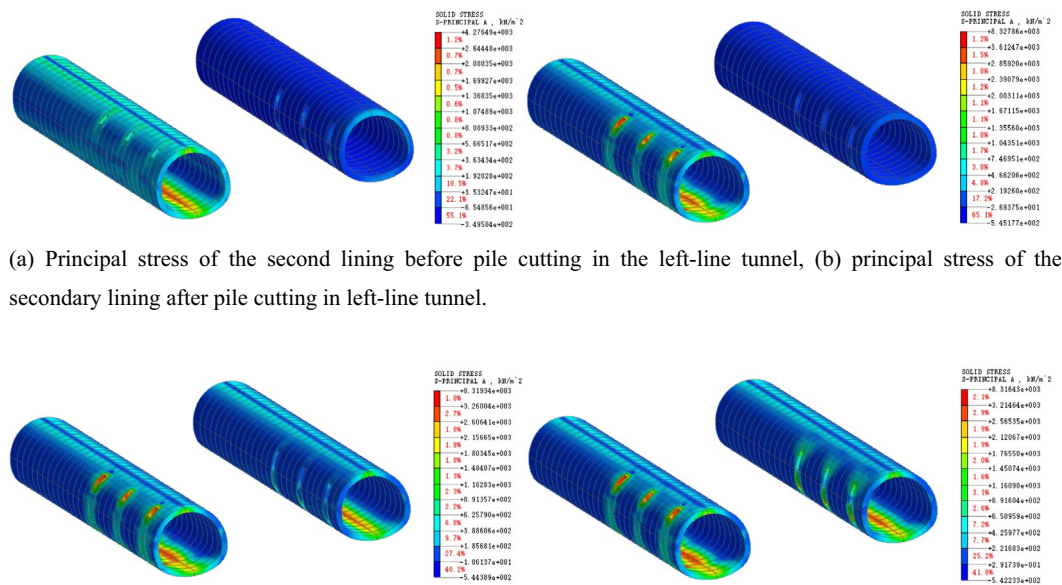 SOLID STRESS
S-PRINCIPAL A , kN/m^2
+4.27649e+003
1.2%
+2.64448e+003
0.7%
+2.08035e+003
0.7%
+1.69927e+003
0.5%
+1.36835e+003
0.6%
+1.07489e+003
0.8%
+8.08933e+002
0.8%
+5.66517e+002
3.2%
+3.63434e+002
3.7%
+1.92028e+002
10.5%
+3.53247e+001
22.1%
-6.54856e+001
55.1%
-3.49504e+002
SOLID STRESS
S-PRINCIPAL A , kN/m^2
+8.32786e+003
1.2%
+3.61247e+003
1.5%
+2.85920e+003
1.0%
+2.39079e+003
1.2%
+2.00311e+003
1.1%
+1.67115e+003
1.1%
+1.35560e+003
1.0%
+1.04351e+003
1.7%
+7.46951e+002
3.0%
+4.66206e+002
4.0%
+2.19260e+002
17.2%
-2.69375e+001
65.1%
-5.45177e+002
(a) Principal stress of the second lining before pile cutting in the left-line tunnel, (b) principal stress of the
secondary lining after pile cutting in left-line tunnel.
SOLID STRESS
S-PRINCIPAL A , kN/m^2
+8.31934e+003
1.8%
+3.26004e+003
2.7%
+2.60641e+003
1.8%
+2.15665e+003
1.9%
+1.80345e+003
1.8%
+1.48407e+003
1.3%
+1.18283e+003
2.3%
+8.91357e+002
2.2%
+6.25790e+002
6.8%
+3.88606e+002
9.7%
+1.85681e+002
27.4%
-1.06137e+001
40.2%
-5.44389e+002
SOLID STRESS
S-PRINCIPAL A , kN/m^2
+8.31643e+003
2.1%
+3.21464e+003
2.9%
+2.56535e+003
1.9%
+2.12067e+003
1.9%
+1.76550e+003
2.0%
+1.45074e+003
1.6%
+1.16090e+003
3.1%
+8.91604e+002
2.6%
+6.50959e+002
7.2%
+4.25977e+002
7.7%
+2.21683e+002
25.2%
+2.91739e-001
41.8%
-5.42233e+002